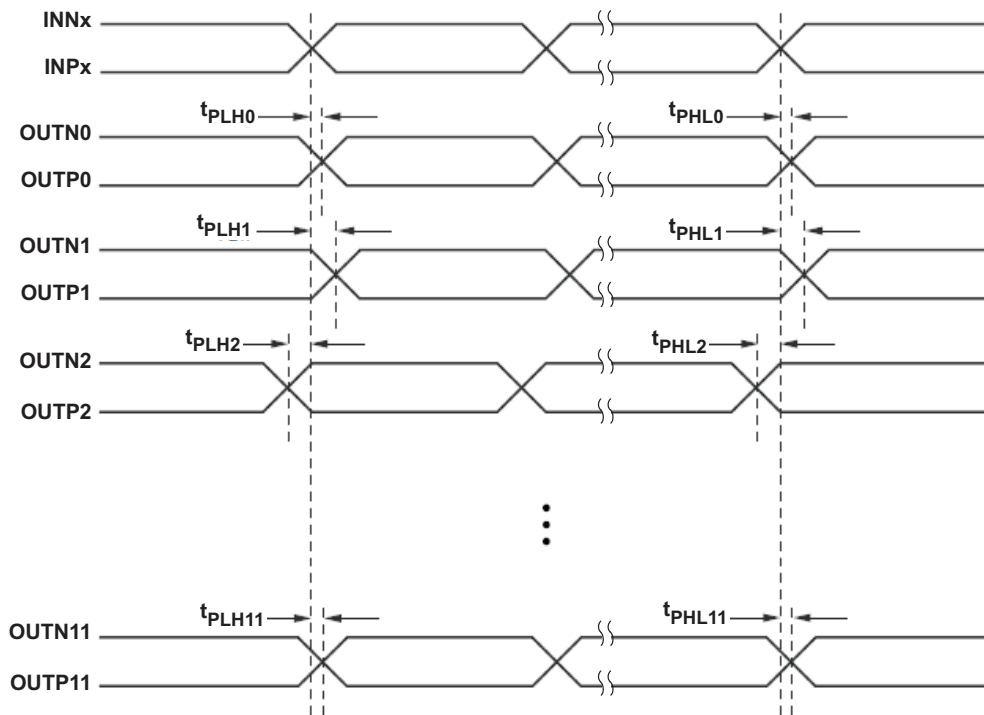 INNx
INPx
tPLH0 tPHL0
OUTN0
OUTP0
tPLH1 tPHL1
OUTN1
OUTP1
tPLH2 tPHL2
OUTN2
OUTP2
tPLH11 tPHL11
OUTN11
OUTP11